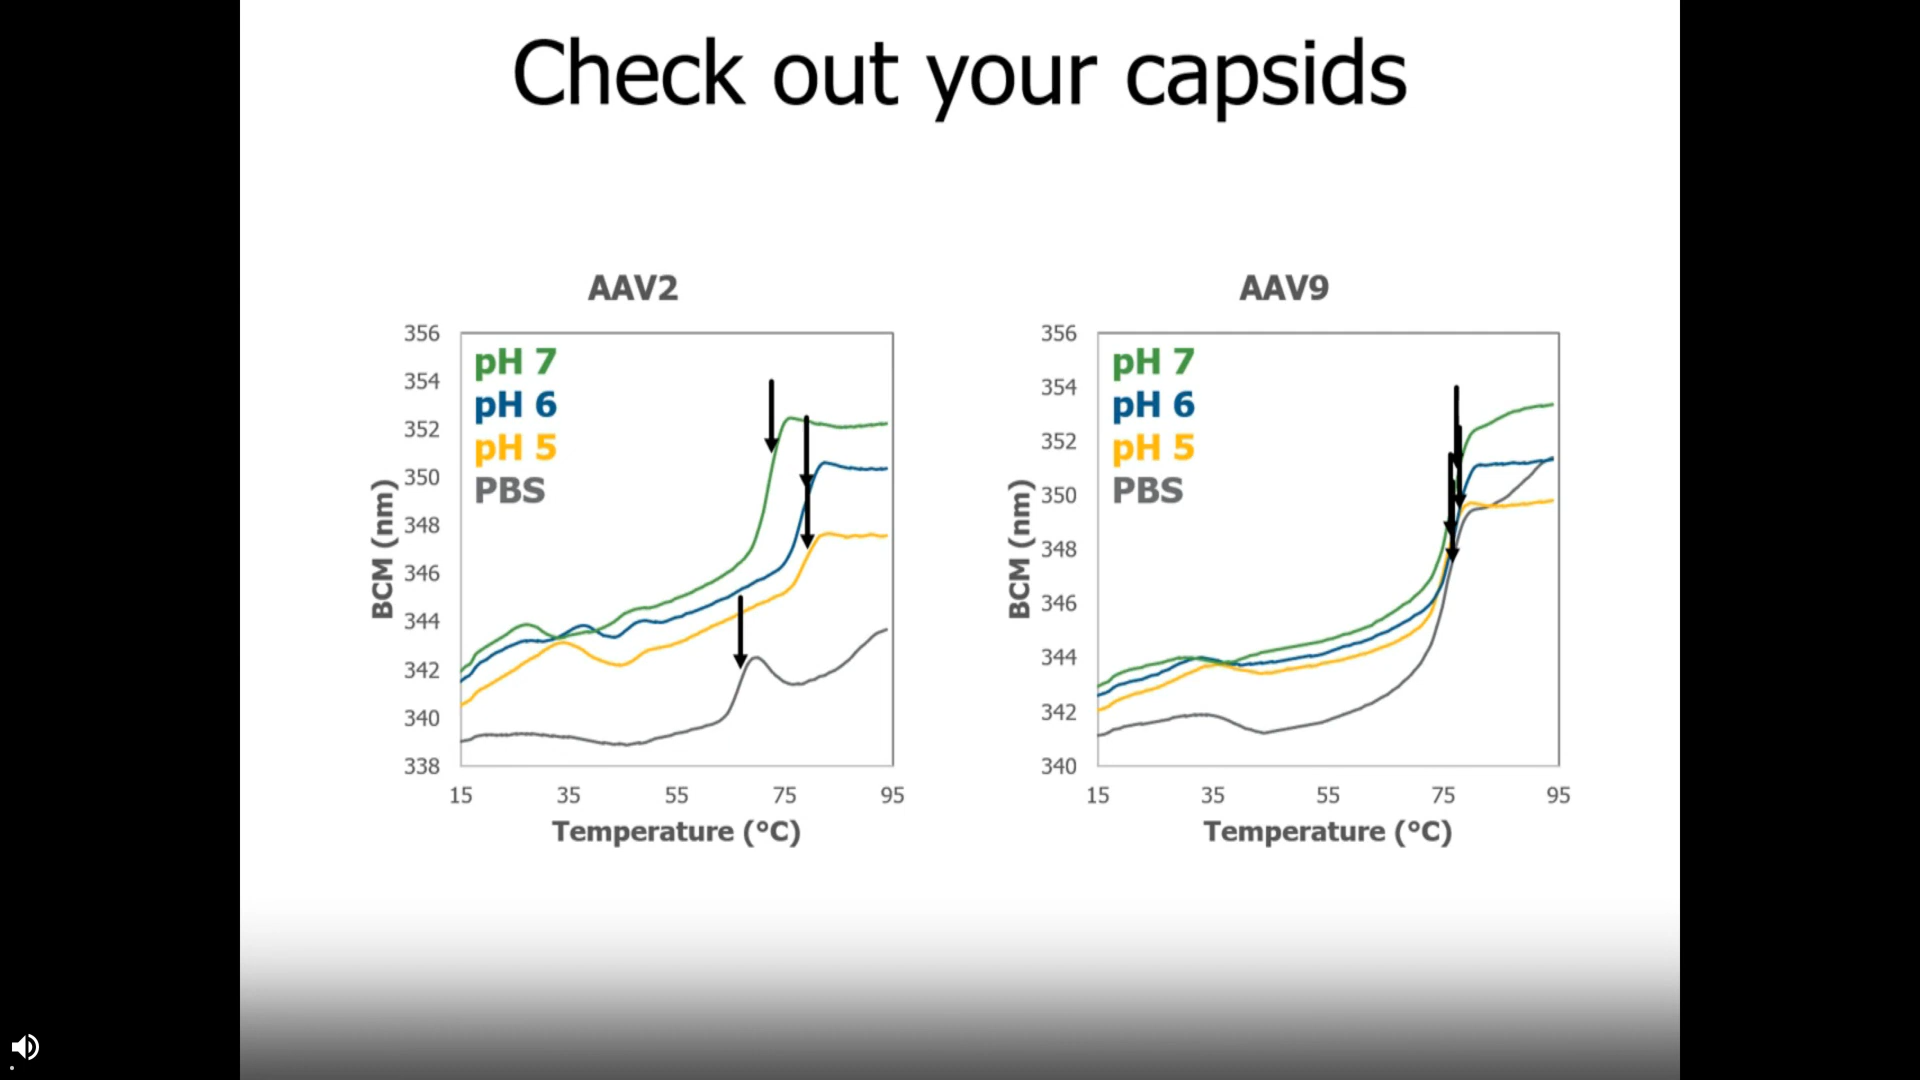 Check out your capsids
AAV2
356
354
352
350
348
346
344
342
340
338
BCM (nm)
pH 7
pH 6
pH 5
PBS
15 35 55 75 95
Temperature (°C)
AAV9
356
354
352
350
348
346
344
342
340
BCM (nm)
pH 7
pH 6
pH 5
PBS
15 35 55 75 95
Temperature (°C)